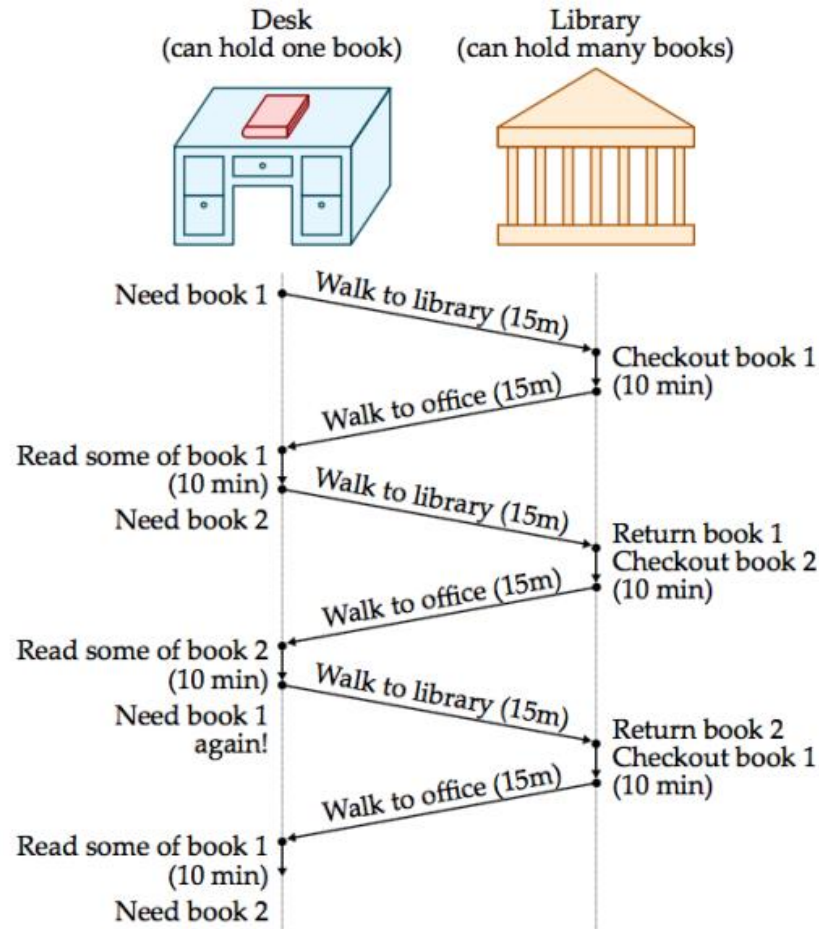 Desk
(can hold one book)
Library
(can hold many books)
Need book 1
Walk to library (15m)
Checkout book 1
(10 min)
Walk to office (15m)
Read some of book 1
(10 min)
Need book 2
Walk to library (15m)
Return book 1
Checkout book 2
(10 min)
Walk to office (15m)
Read some of book 2
(10 min)
Need book 1
again!
Walk to library (15m)
Return book 2
Checkout book 1
(10 min)
Walk to office (15m)
Read some of book 1
(10 min)
Need book 2